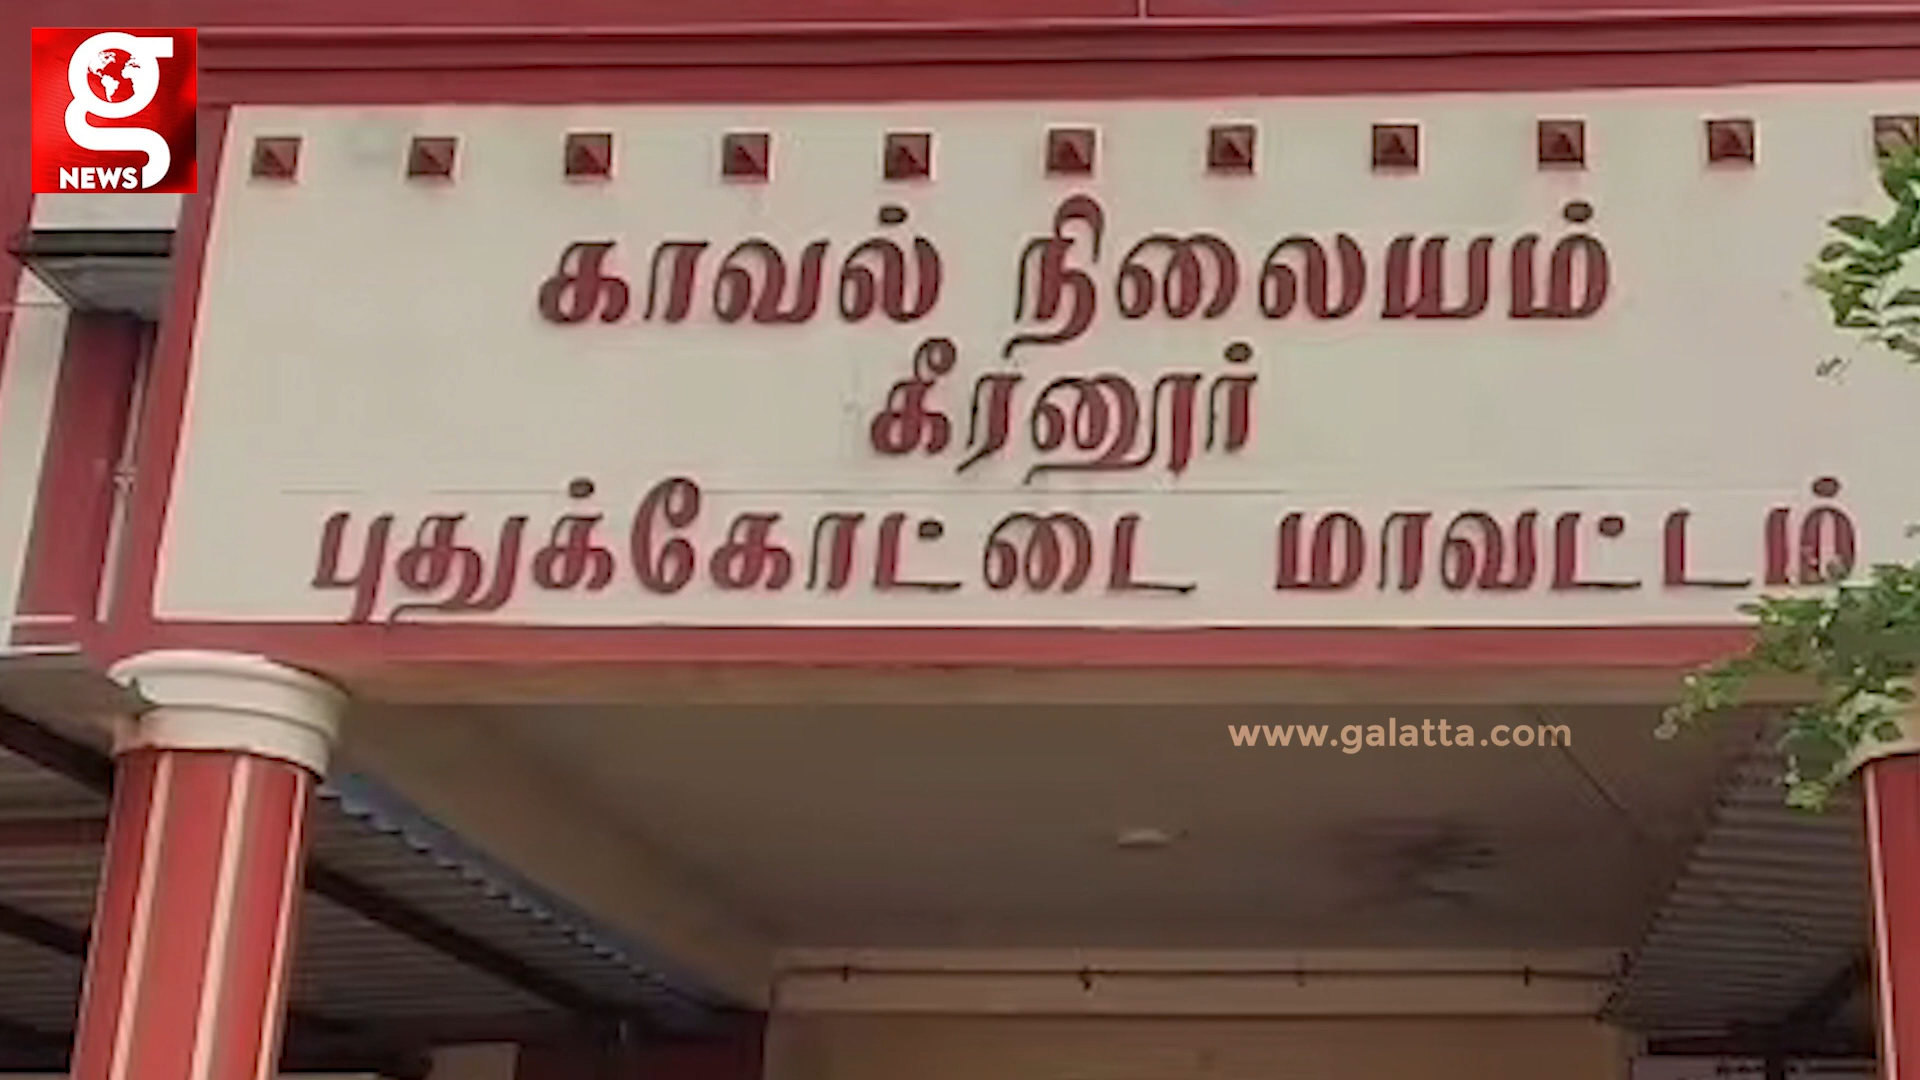 g
NEWS
காவல் நிலையம்
கீரனூர்
புதுக்கோட்டை மாவட்டம்
www.galatta.com